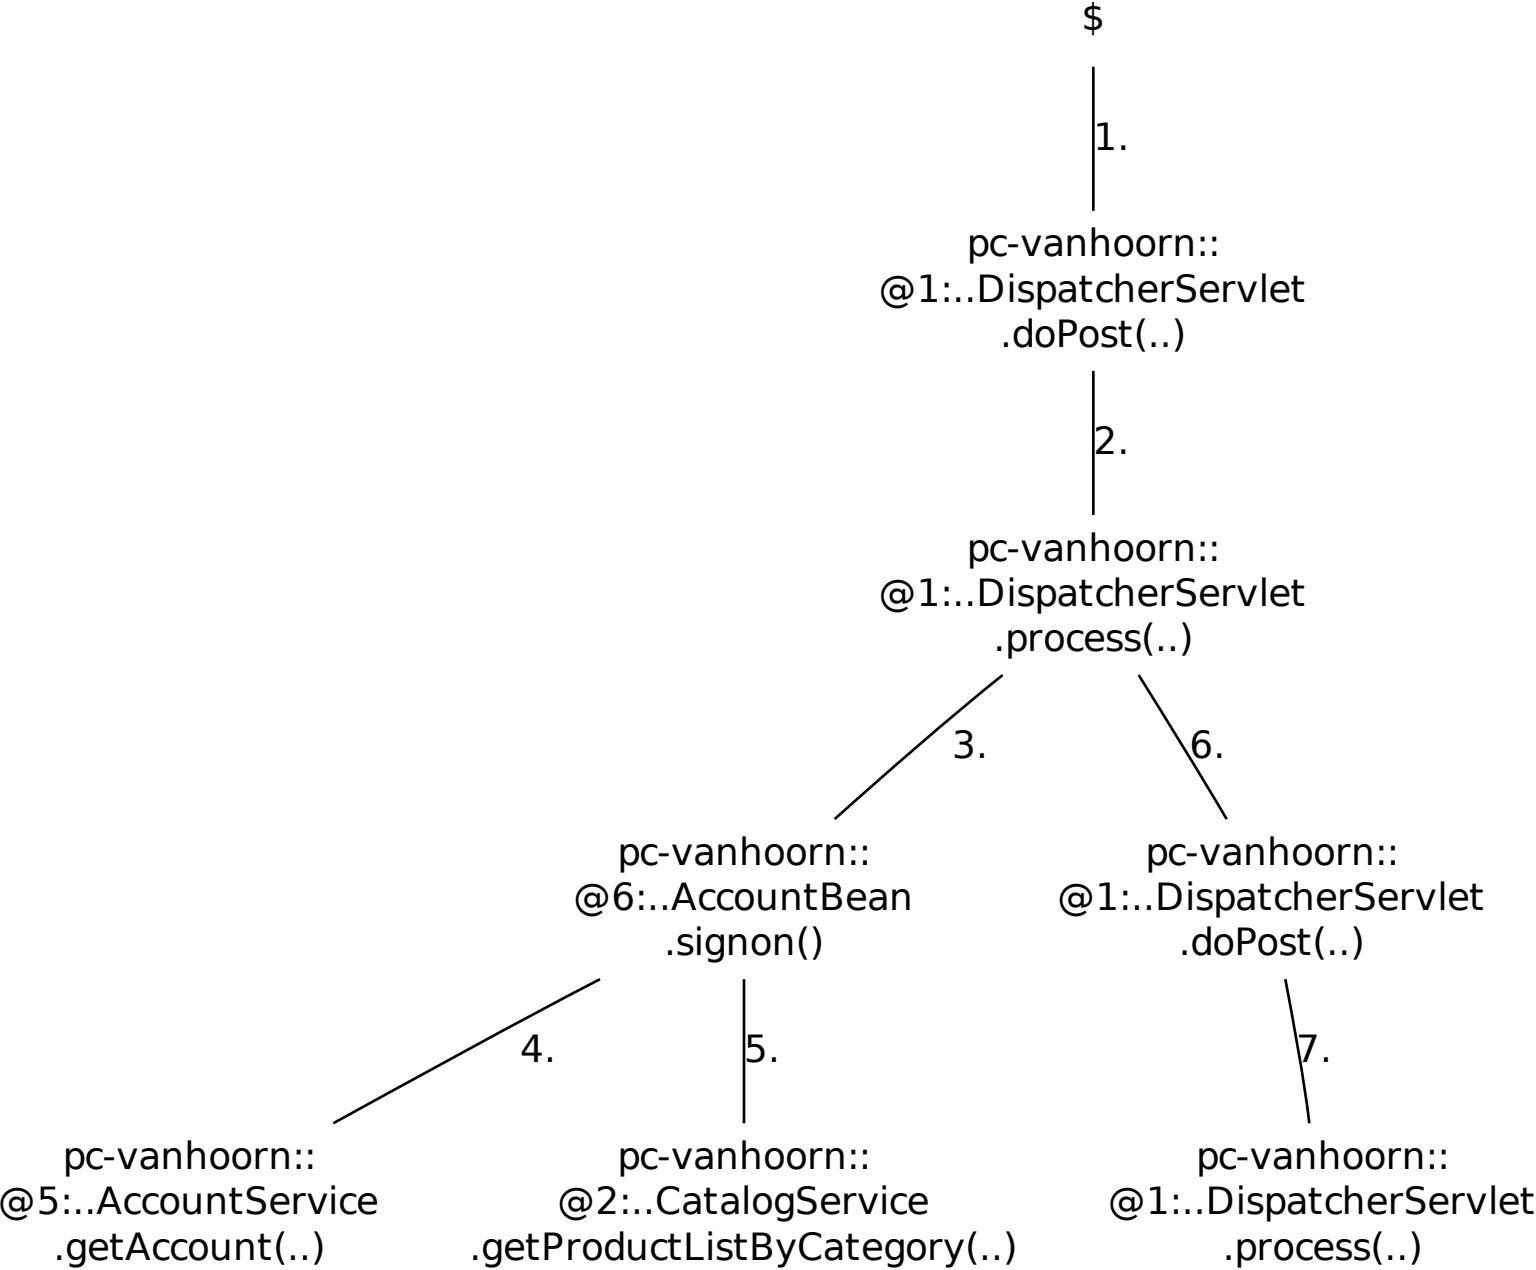 $
1.
pc-vanhoorn::
@1:..DispatcherServlet
.doPost(..)
2.
pc-vanhoorn::
@1:..DispatcherServlet
.process(..)
3.
6.
pc-vanhoorn::
@6:..AccountBean
.signon()
pc-vanhoorn::
@1:..DispatcherServlet
.doPost(..)
4.
5.
7.
pc-vanhoorn::
@5:..AccountService
.getAccount(..)
pc-vanhoorn::
@2:..CatalogService
.getProductListByCategory(..)
pc-vanhoorn::
@1:..DispatcherServlet
.process(..)